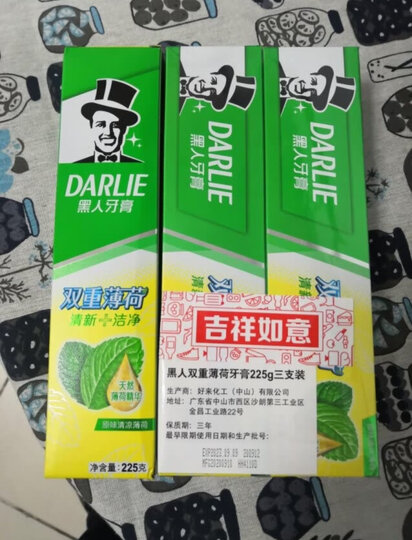 DARLIE
黑人牙膏
双重薄荷
清新+洁净
天然
薄荷精华
原味清凉薄荷
净含量:225克
DARLIE
黑人牙膏
双
清新
DARLIE
黑人牙膏
双
清新
吉祥如意
黑人双重薄荷牙膏225g三支装
生产商：好来化工（中山）有限公司
地址：广东省中山市西区沙朗第三工业区
金昌工业路22号
保质期：三年
最早限期使用日期和生产批号：